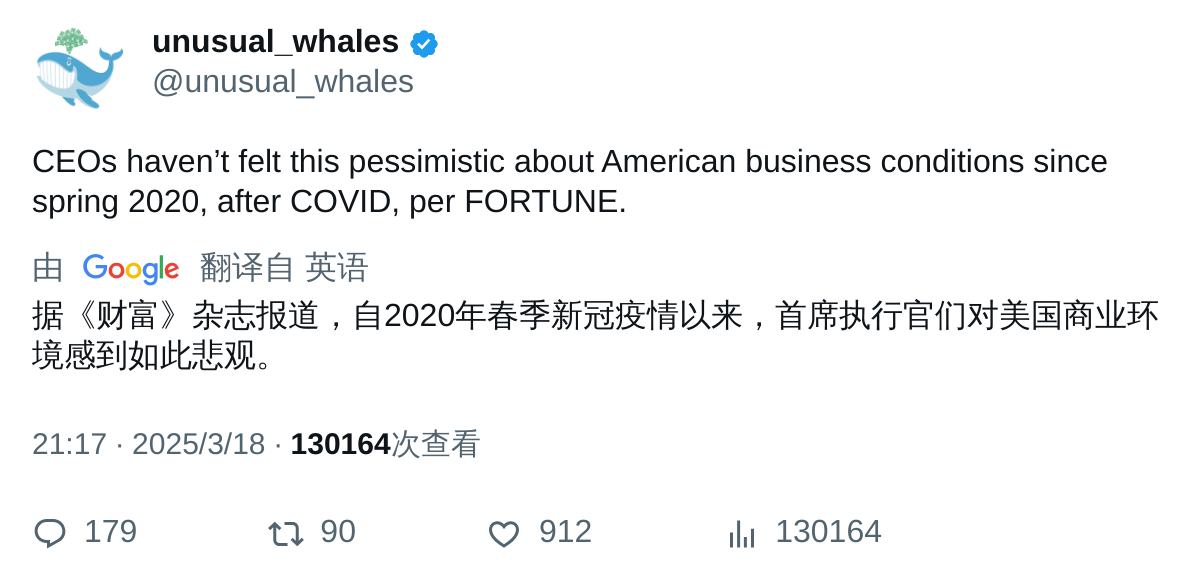 unusual_whales
@unusual_whales
CEOs haven’t felt this pessimistic about American business conditions since
spring 2020, after COVID, per FORTUNE.
由 Google 翻译自 英语
据《财富》杂志报道，自2020年春季新冠疫情以来，首席执行官们对美国商业环
境感到如此悲观。
21:17 · 2025/3/18 · 130164次查看
179 90 912 130164